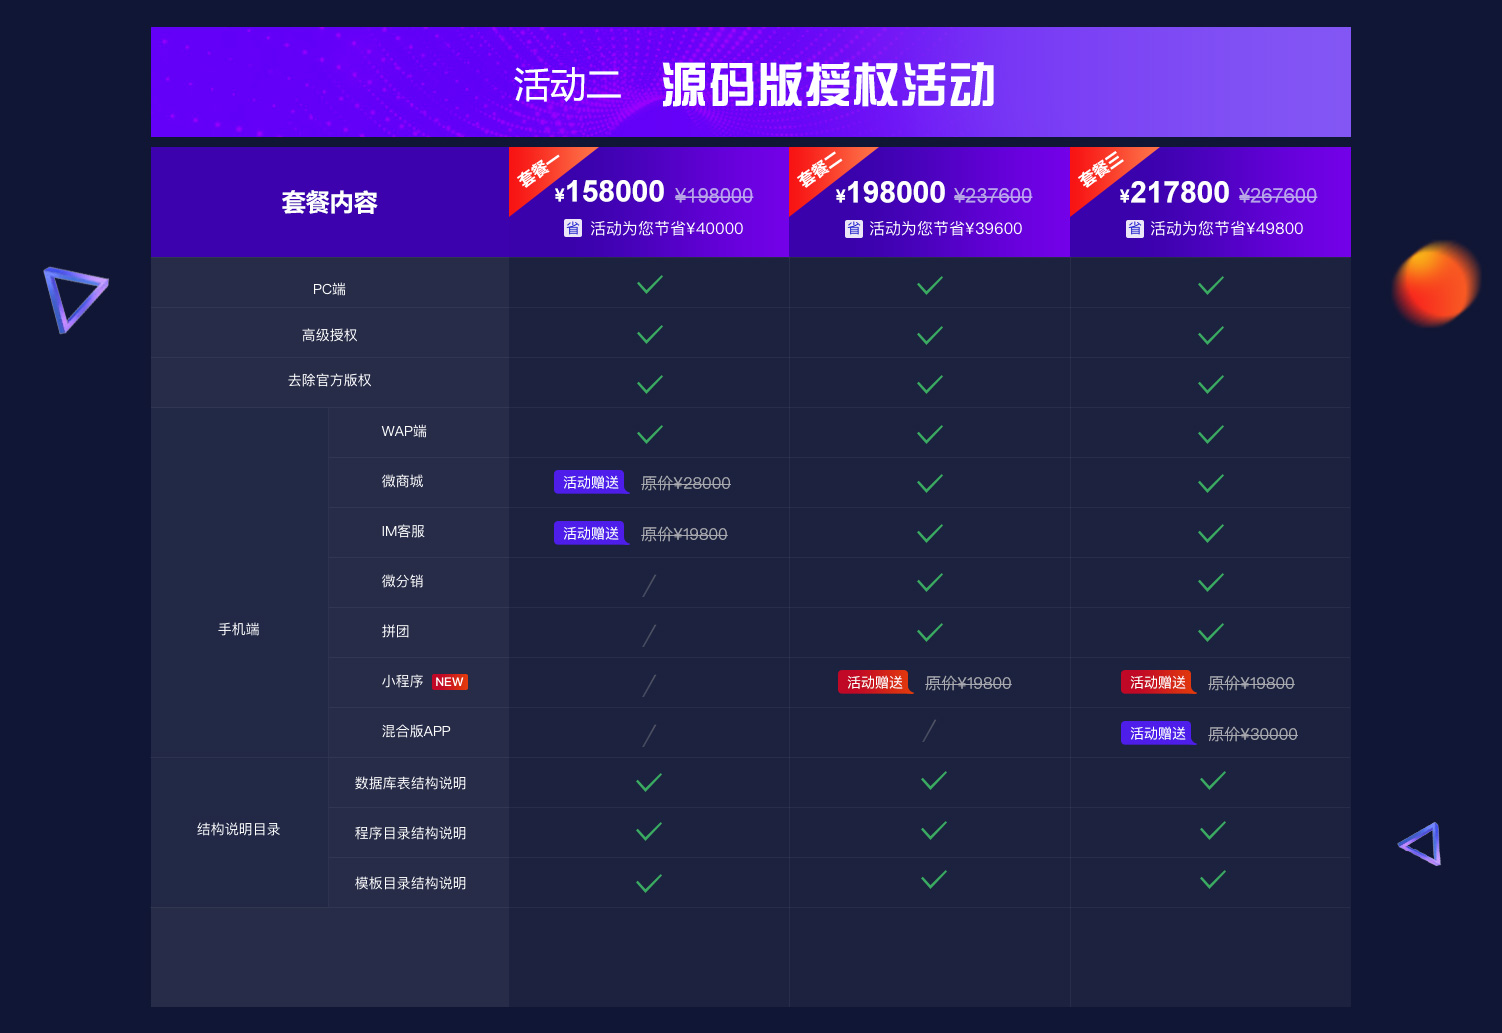 活动二 源码版授权活动
套餐内容
套餐一
¥158000 ¥198000
省 活动为您节省¥40000
套餐二
¥198000 ¥237600
省 活动为您节省¥39600
套餐三
¥217800 ¥267600
省 活动为您节省¥49800
PC端
高级授权
去除官方版权
手机端
WAP端
微商城 活动赠送 原价¥28000
IM客服 活动赠送 原价¥19800
微分销
拼团
小程序 NEW 活动赠送 原价¥19800 活动赠送 原价¥19800
混合版APP 活动赠送 原价¥30000
结构说明目录
数据库表结构说明
程序目录结构说明
模板目录结构说明